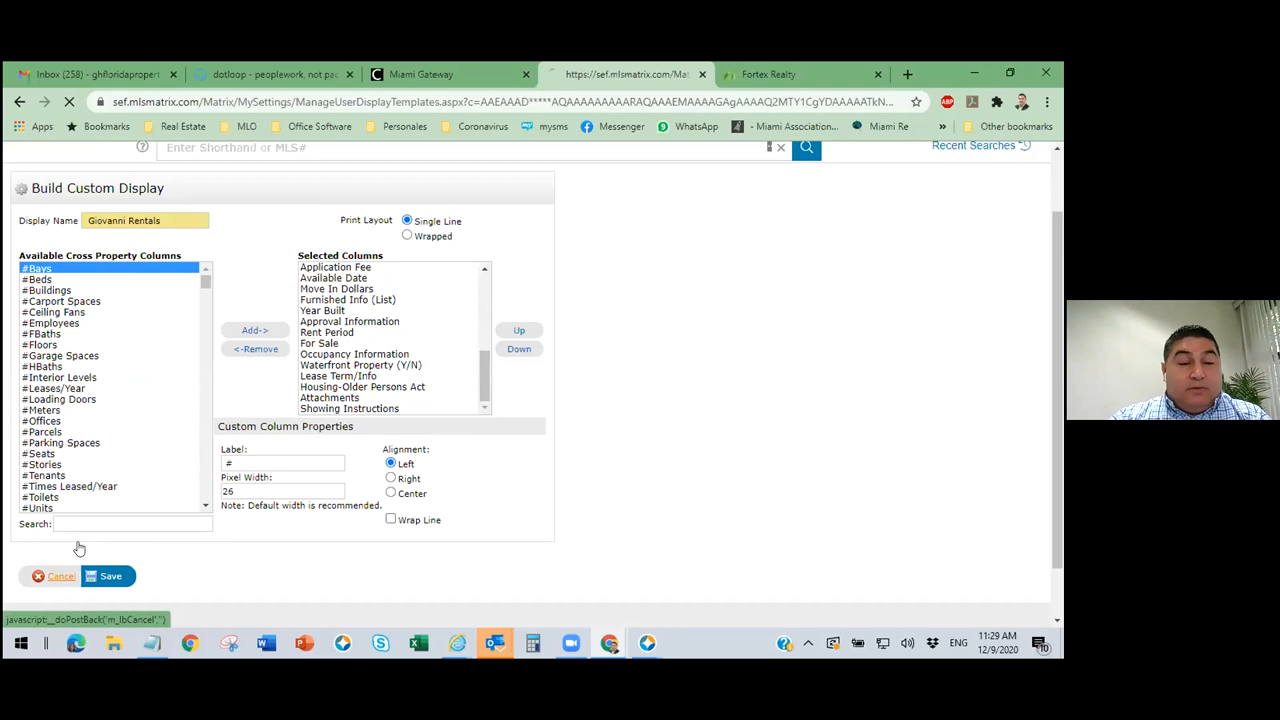 Inbox (258) - ghfloridapropert
dotloop - peoplework, not pa
Miami Gateway
https://sef.mlsmatrix.com/Mat
Fortex Realty
sef.mlsmatrix.com/Matrix/MySettings/ManageUserDisplayTemplates.aspx?c=AAEAAAD*****AQAAAAAAAAARAQAAAEMAAAAGAgAAAAQ2MTY1CgYDAAAAATkN...
Apps
Bookmarks
Real Estate
MLO
Office Software
Personales
Coronavirus
mysms
Messenger
WhatsApp
- Miami Association...
Miami Re
»
Other bookmarks
Enter Shorthand or MLS#
Recent Searches
Build Custom Display
Display Name
Giovanni Rentals
Print Layout
Single Line
Wrapped
Available Cross Property Columns
#Bays
#Beds
#Buildings
#Carport Spaces
#Ceiling Fans
#Employees
#FBaths
#Floors
#Garage Spaces
#HBaths
#Interior Levels
#Leases/Year
#Loading Doors
#Meters
#Offices
#Parcels
#Parking Spaces
#Seats
#Stories
#Tenants
#Times Leased/Year
#Toilets
#Units
Search:
Add->
<-Remove
Selected Columns
Application Fee
Available Date
Move In Dollars
Furnished Info (List)
Year Built
Approval Information
Rent Period
For Sale
Occupancy Information
Waterfront Property (Y/N)
Lease Term/Info
Housing-Older Persons Act
Attachments
Showing Instructions
Up
Down
Custom Column Properties
Label:
#
Pixel Width:
26
Note: Default width is recommended.
Alignment:
Left
Right
Center
Wrap Line
Cancel
Save
javascript:__doPostBack('m_lbCancel','')
ENG
11:29 AM
12/9/2020
10